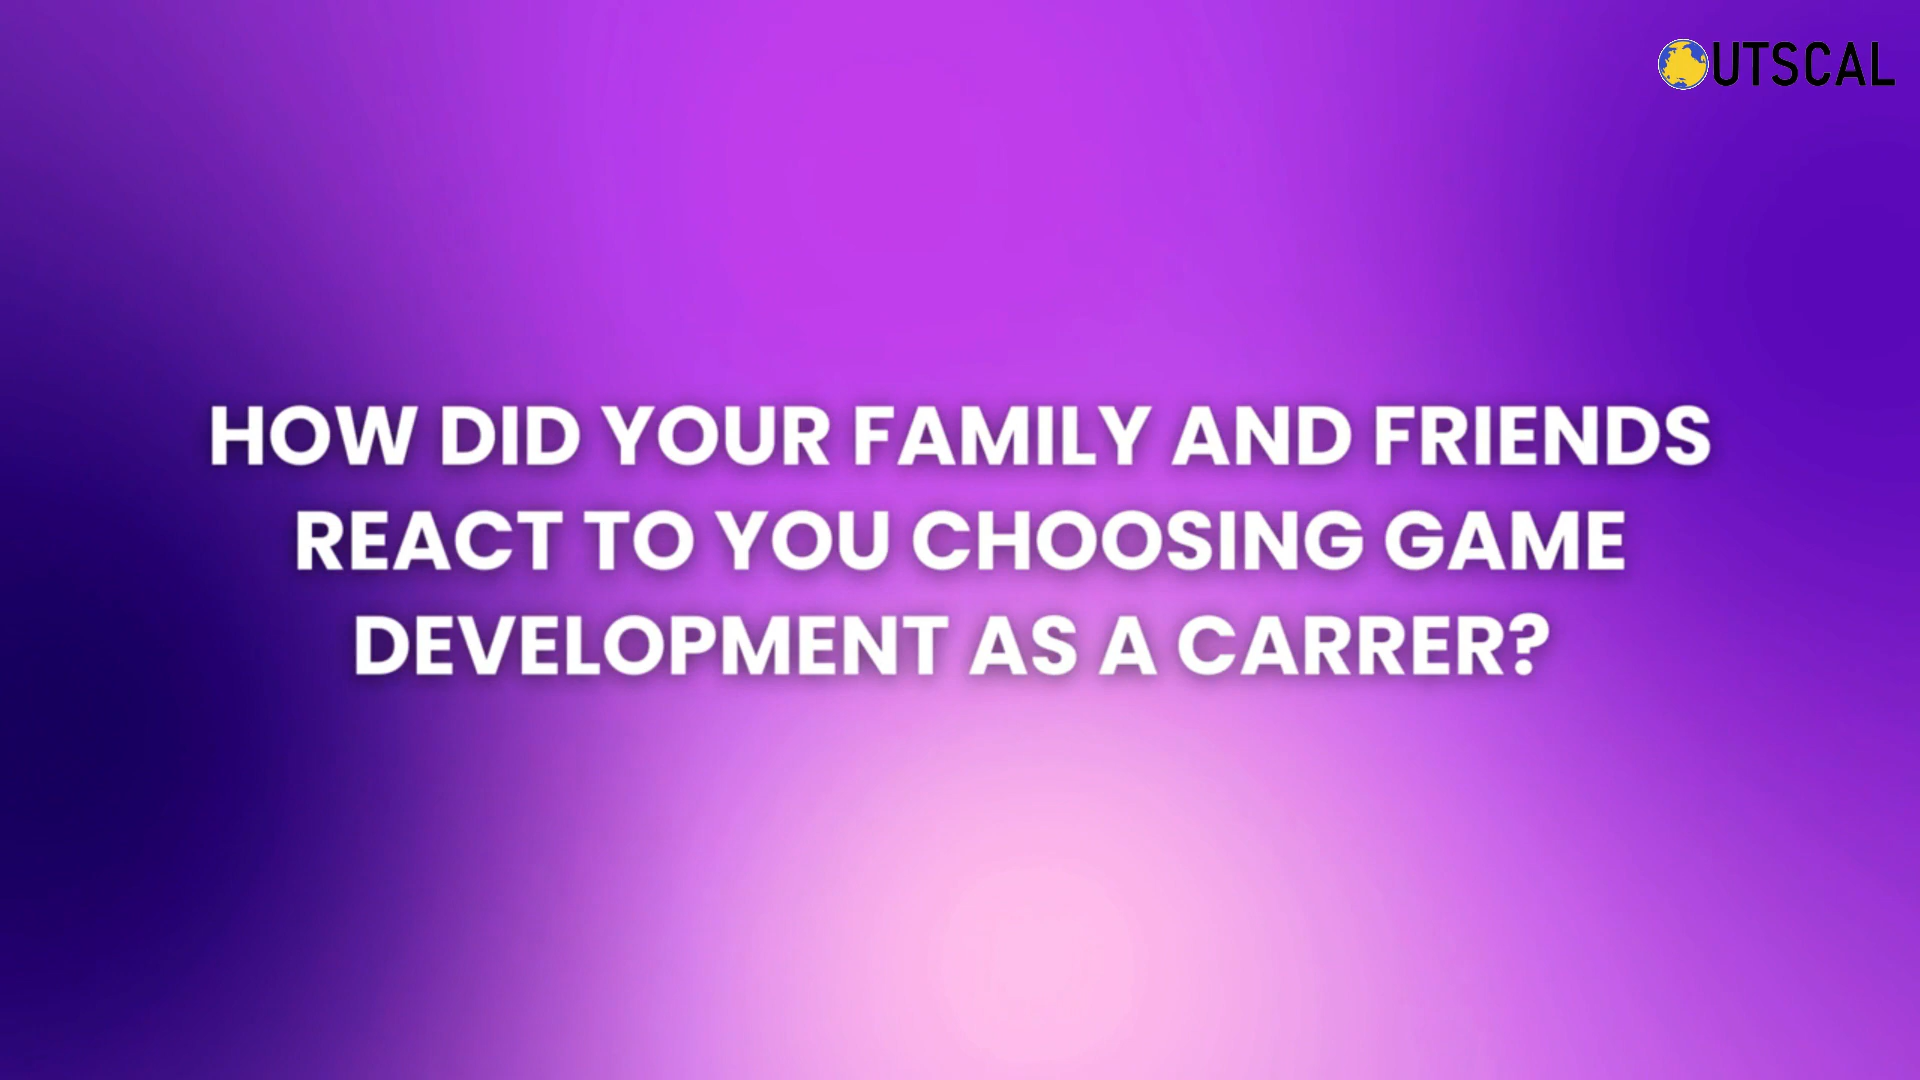 OUTSCAL
HOW DID YOUR FAMILY AND FRIENDS
REACT TO YOU CHOOSING GAME
DEVELOPMENT AS A CARRER?